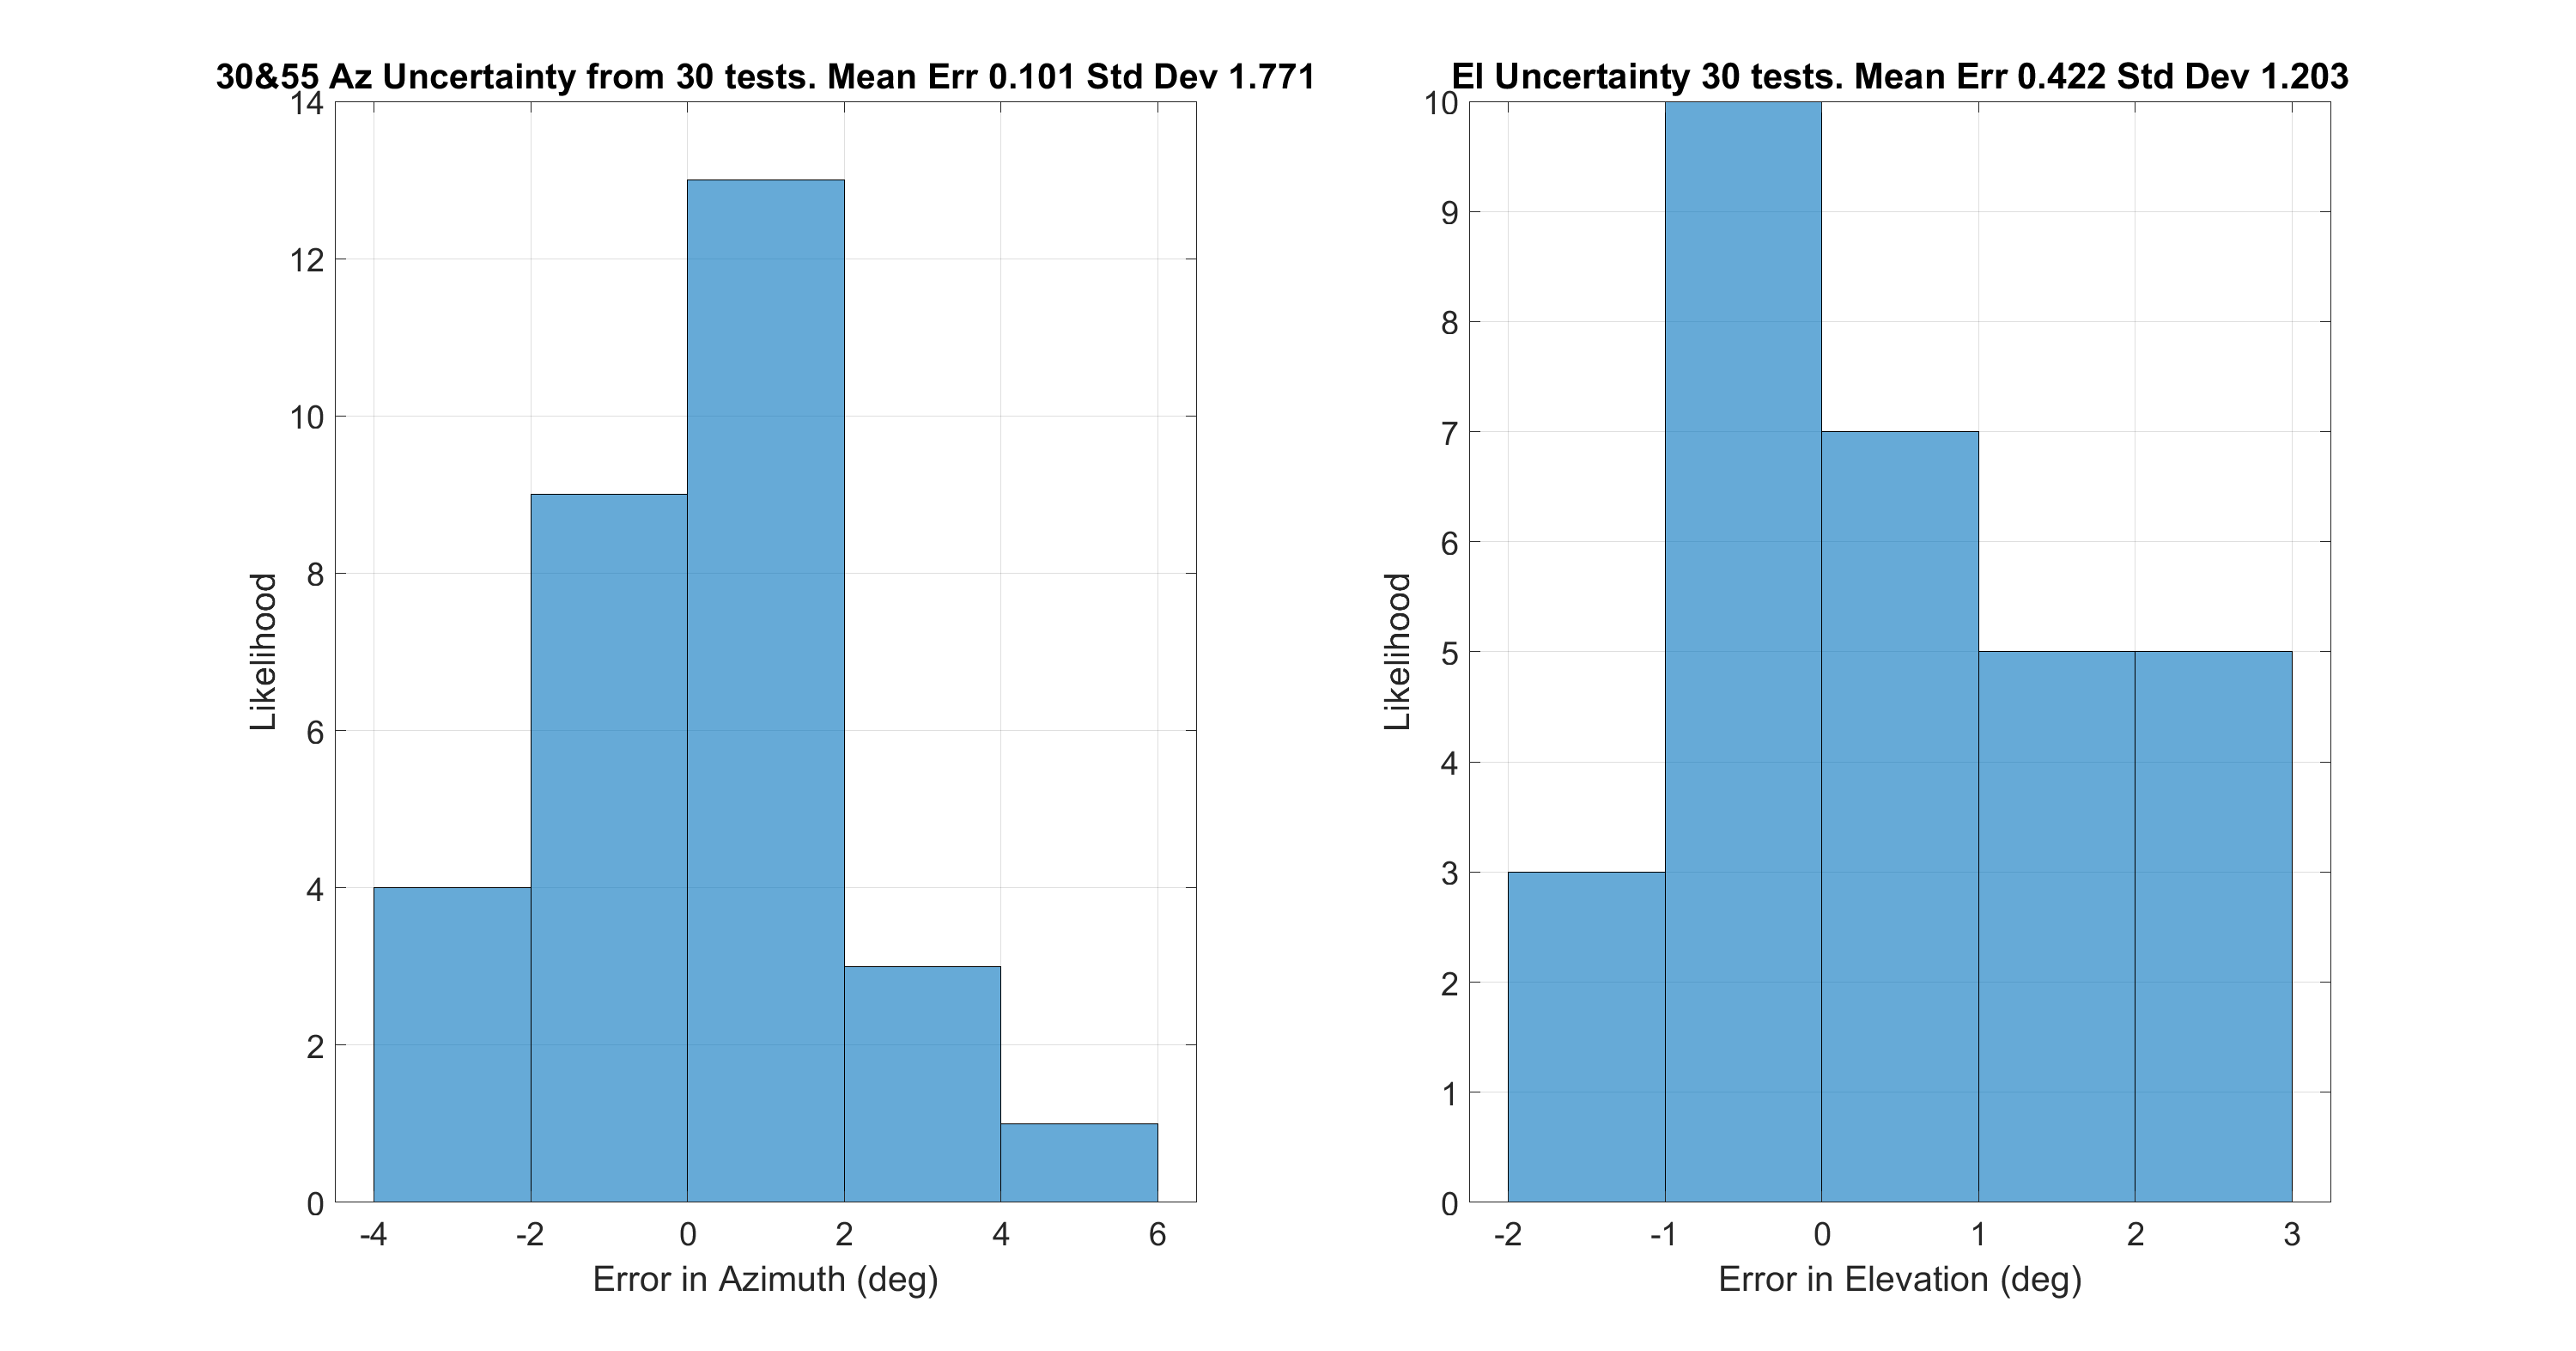 30&55 Az Uncertainty from 30 tests. Mean Err 0.101 Std Dev 1.771
14
12
10
8
6
4
2
0
Likelihood
-4 -2 0 2 4 6
Error in Azimuth (deg)
El Uncertainty 30 tests. Mean Err 0.422 Std Dev 1.203
10
9
8
7
6
5
4
3
2
1
0
Likelihood
-2 -1 0 1 2 3
Error in Elevation (deg)